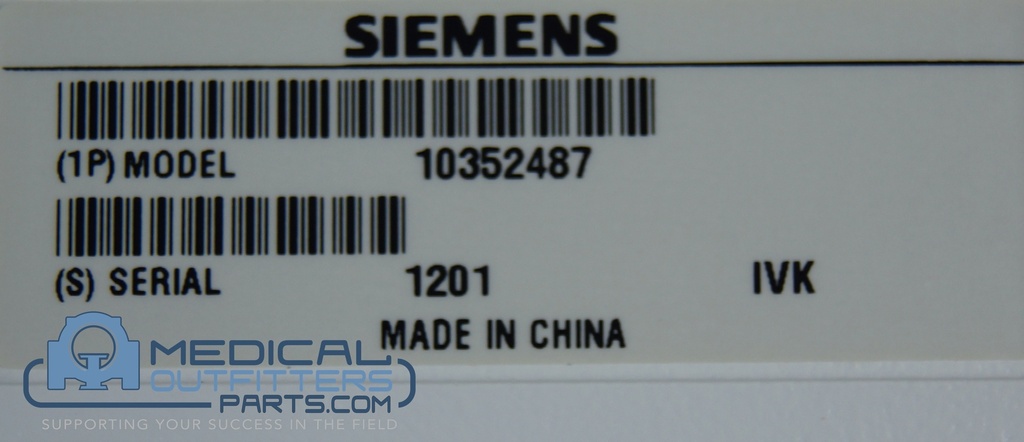 SIEMENS
(1P) MODEL 10352487
(S) SERIAL 1201 IVK
MADE IN CHINA
MEDICAL
OUTFITTERS
PARTS.COM
SUPPORTING YOUR SUCCESS IN THE FIELD